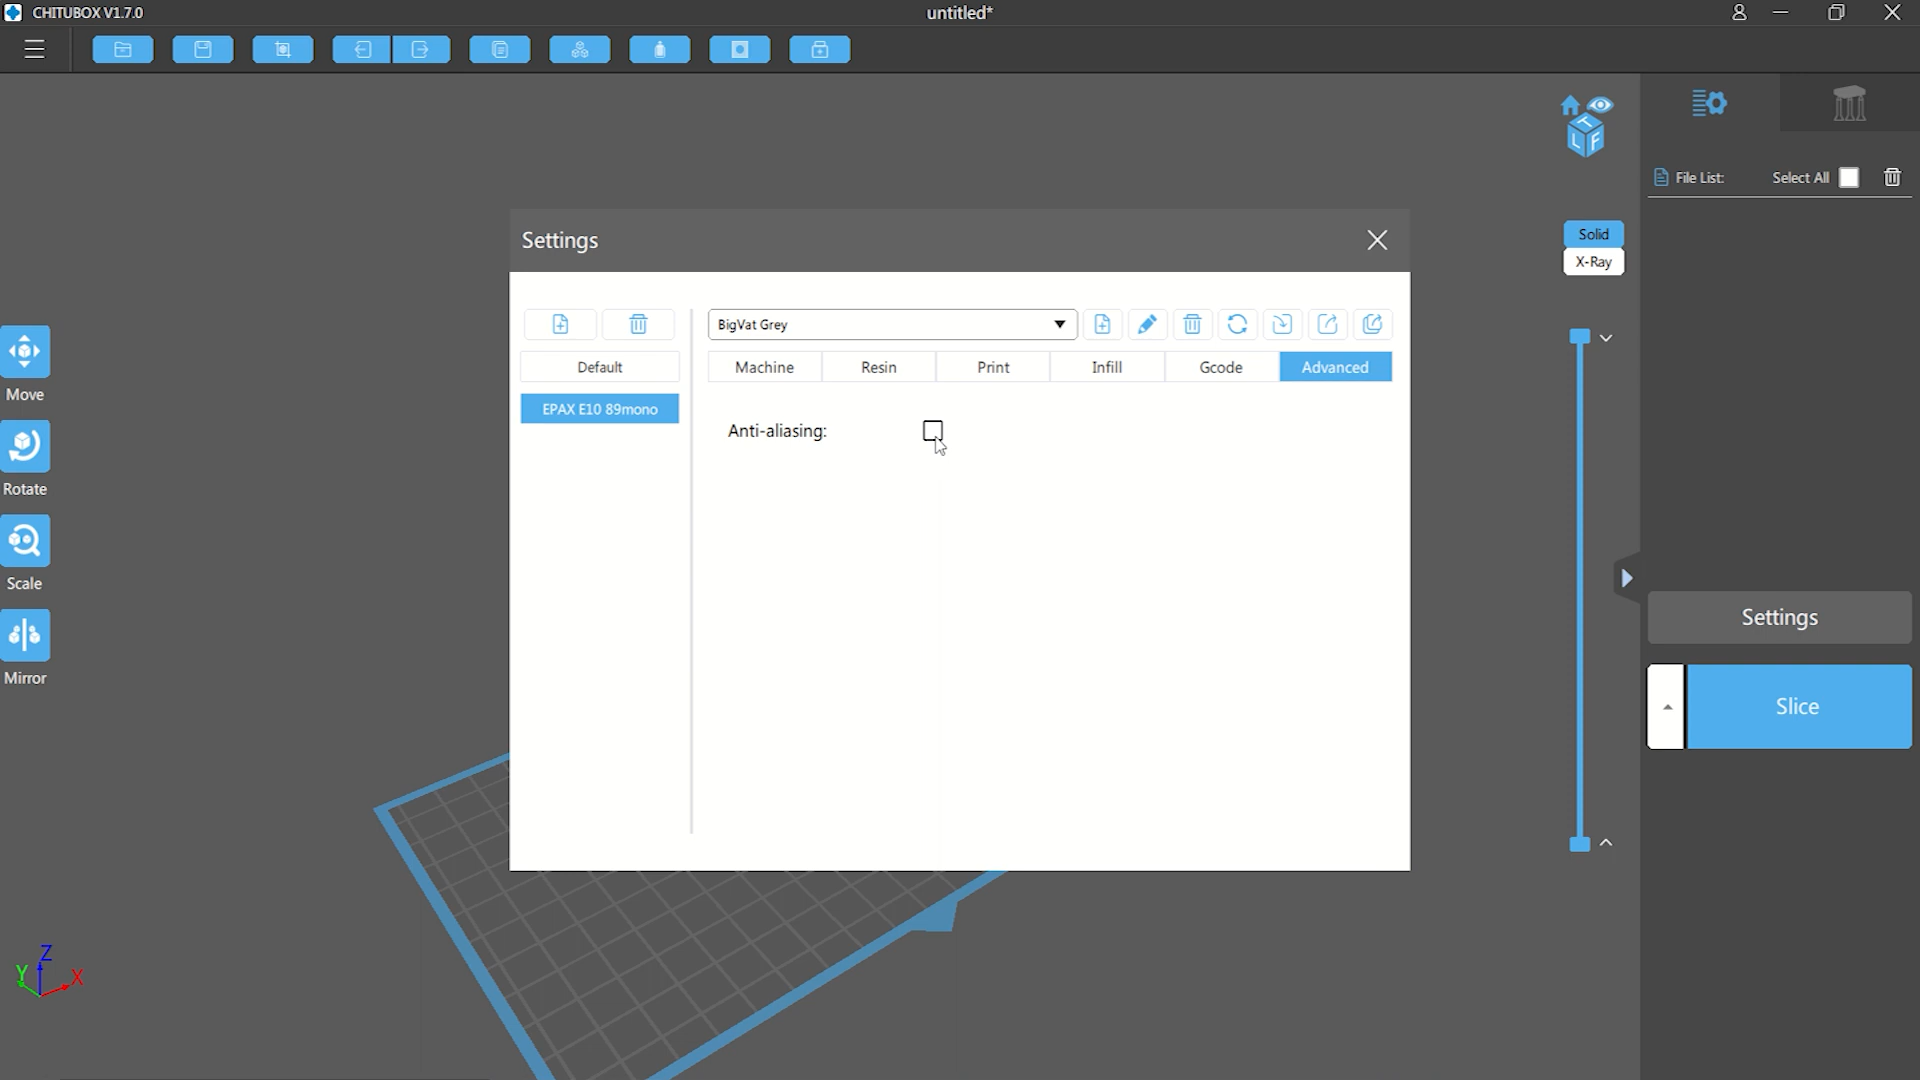 CHITUBOX V1.7.0
untitled*
T
L F
File List:
Select All
Solid
X-Ray
Settings
BigVat Grey
Default
EPAX E10 89mono
Machine
Resin
Print
Infill
Gcode
Advanced
Anti-aliasing:
Move
Rotate
Scale
Mirror
Settings
Slice
Z
Y
X